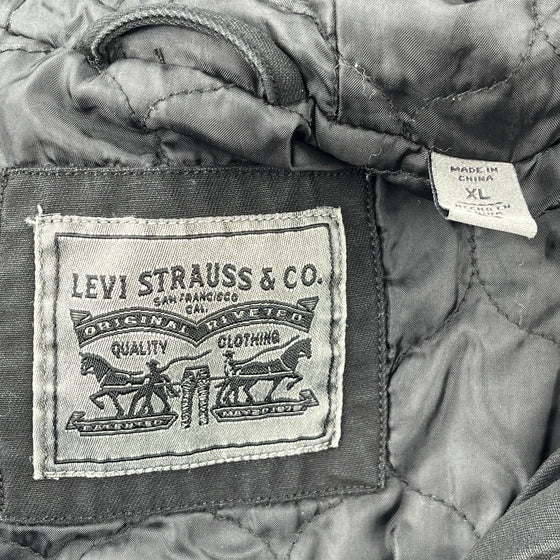 LEVI STRAUSS & CO.
SAN FRANCISCO
CAL.
ORIGINAL RIVETED
QUALITY CLOTHING
MADE IN
CHINA
XL